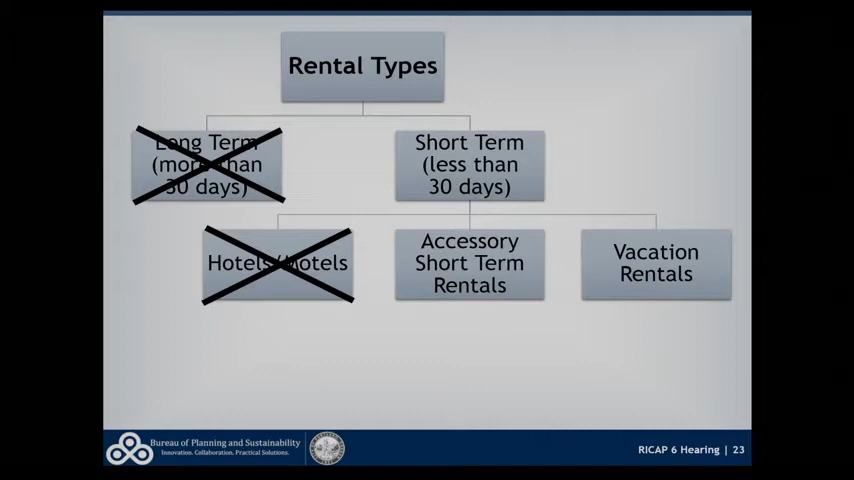 Rental Types
Long Term
(more than
30 days)
Short Term
(less than
30 days)
Hotels/Motels
Accessory
Short Term
Rentals
Vacation
Rentals
Bureau of Planning and Sustainability
Innovation. Collaboration. Practical Solutions.
RICAP 6 Hearing | 23